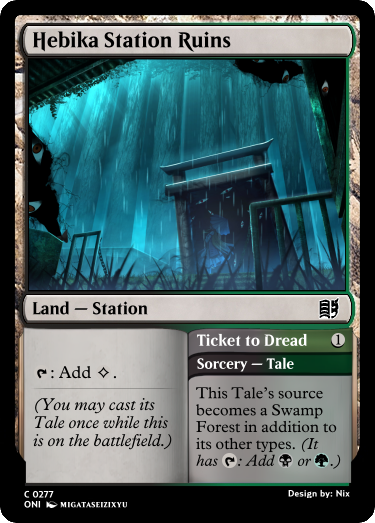 Hebika Station Ruins
Land — Station
: Add .
(You may cast its
Tale once while this
is on the battlefield.)
Ticket to Dread 1
Sorcery — Tale
This Tale's source
becomes a Swamp
Forest in addition to
its other types. (It
has : Add or .)
C 0277
ONI MIGATASEIZIXYU
Design by: Nix